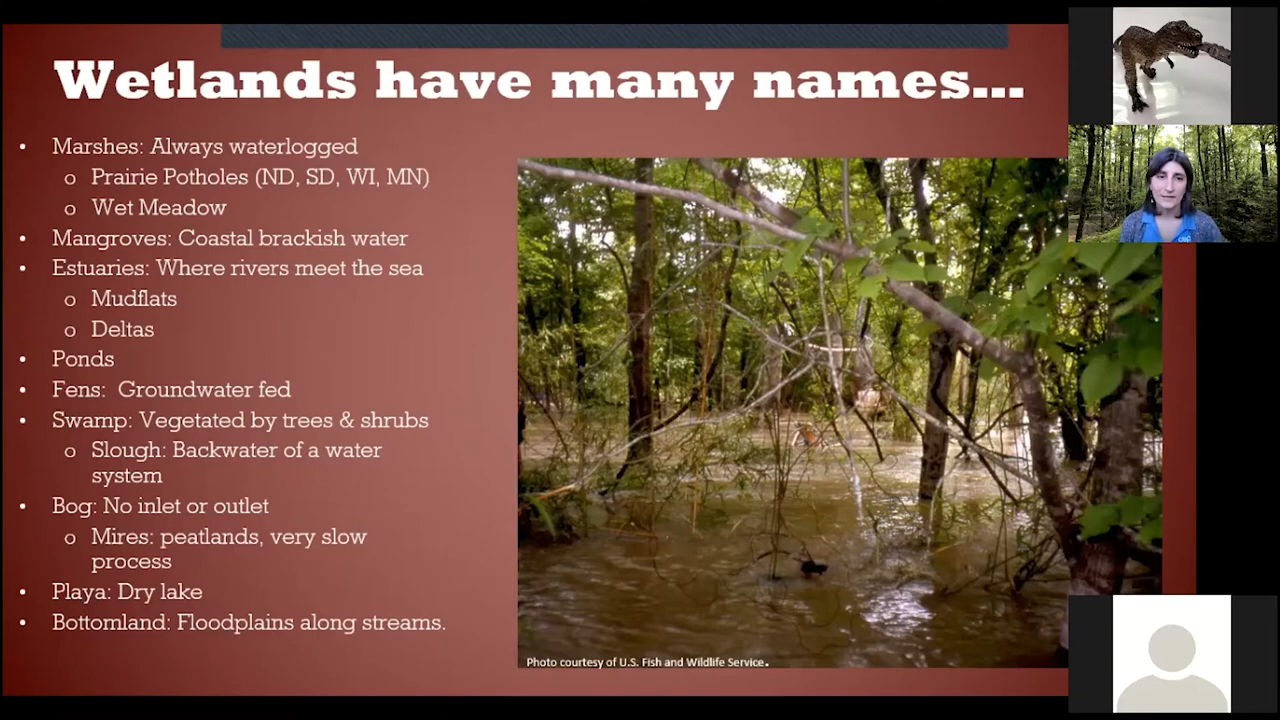 Wetlands have many names...
• Marshes: Always waterlogged
o Prairie Potholes (ND, SD, WI, MN)
o Wet Meadow
• Mangroves: Coastal brackish water
• Estuaries: Where rivers meet the sea
o Mudflats
o Deltas
• Ponds
• Fens:  Groundwater fed
• Swamp: Vegetated by trees & shrubs
o Slough: Backwater of a water
system
• Bog: No inlet or outlet
o Mires: peatlands, very slow
process
• Playa: Dry lake
• Bottomland: Floodplains along streams.
Photo courtesy of U.S. Fish and Wildlife Service.